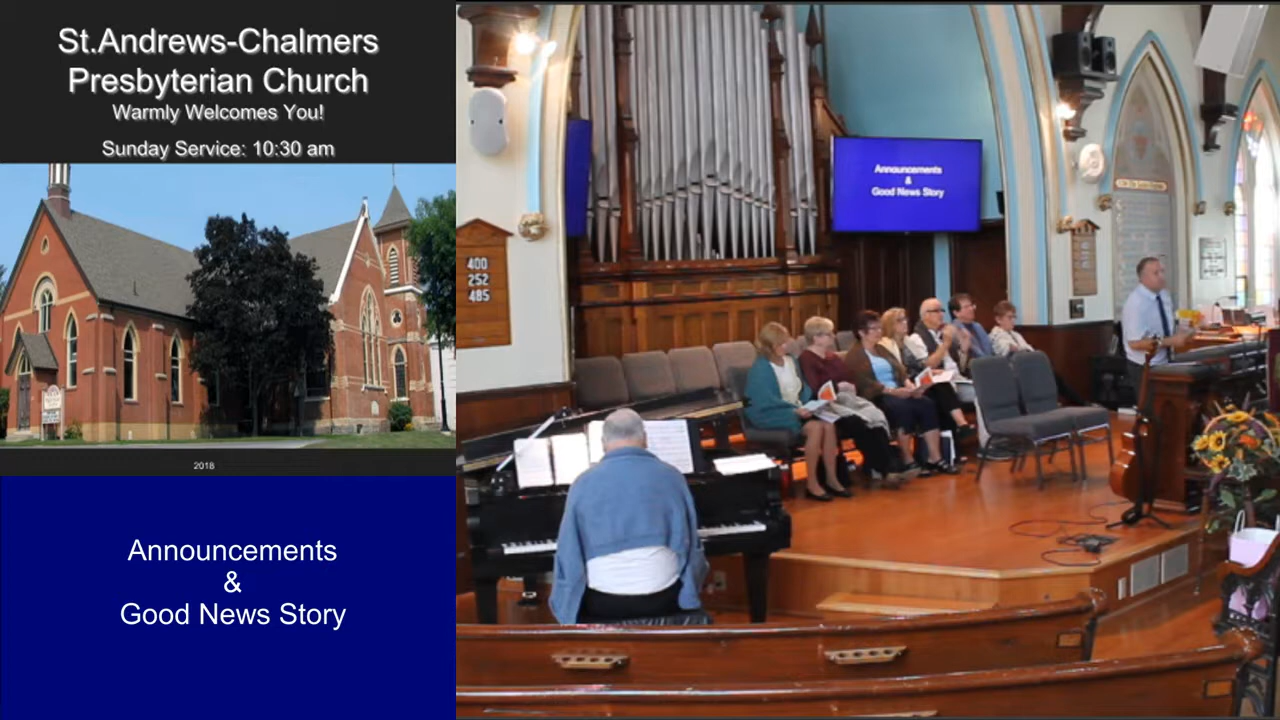 St.Andrews-Chalmers
Presbyterian Church
Warmly Welcomes You!
Sunday Service: 10:30 am
2018
Announcements
&
Good News Story
Announcements
&
Good News Story
400
252
485